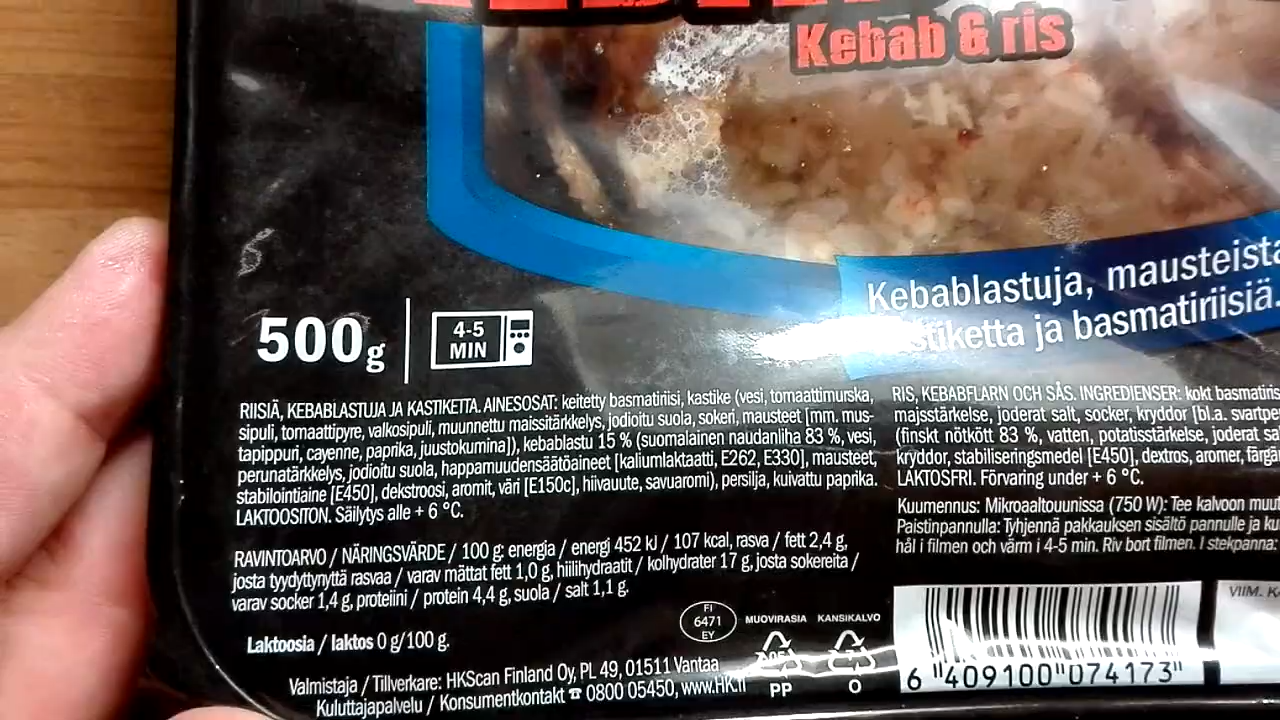 Kebab & ris
Kebablastuja, mausteista
ja basmatiriisiä.
500g
4-5
MIN
RIISIÄ, KEBABLASTUJA JA KASTIKETTA. AINESOSAT: keitetty basmatiriisi, kastike (vesi, tomaattimurska,
sipuli, tomaattipyre, valkosipuli, muunnettu maissitärkkelys, jodioitu suola, sokeri, mausteet [mm. mus-
tapippuri, cayenne, paprika, juustokumina]), kebablastu 15 % (suomalainen naudanliha 83 %, vesi,
perunatärkkelys, jodioitu suola, happamuudensäätöaineet [kaliumlaktaatti, E262, E330], mausteet,
stabilointiaine [E450], dekstroosi, aromit, väri [E150c], hiivauute, savuaromi), persilja, kuivattu paprika.
LAKTOOSITON. Säilytys alle + 6 °C.
RAVINTOARVO / NÄRINGSVÄRDE / 100 g: energia / energi 452 kJ / 107 kcal, rasva / fett 2,4 g,
josta tyydyttynyttä rasvaa / varav mättat fett 1,0 g, hiilihydraatit / kolhydrater 17 g, josta sokereita /
varav socker 1,4 g, proteiini / protein 4,4 g, suola / salt 1,1 g.
Laktoosia / laktos 0 g/100 g.
Valmistaja / Tillverkare: HKScan Finland Oy, PL 49, 01511 Vantaa
Kuluttajapalvelu / Konsumentkontakt ☎ 0800 05450, www.HK.fi
FI
6471
EY
MUOVIRASIA KANSIKALVO
PP O
RIS, KEBABFLARN OCH SÅS. INGREDIENSER: kokt basmatiris
majsstärkelse, joderat salt, socker, kryddor [bl.a. svartpe
(finskt nötkött 83 %, vatten, potatisstärkelse, joderat sa
kryddor, stabiliseringsmedel [E450], dextros, aromer, färgä
LAKTOSFRI. Förvaring under + 6 °C.
Kuumennus: Mikroaaltouunissa (750 W): Tee kalvoon muut
Paistinpannulla: Tyhjennä pakkauksen sisältö pannulle ja ku
hål i filmen och värm i 4-5 min. Riv bort filmen. I stekpanna:
6 409100 074173
VIIM. K